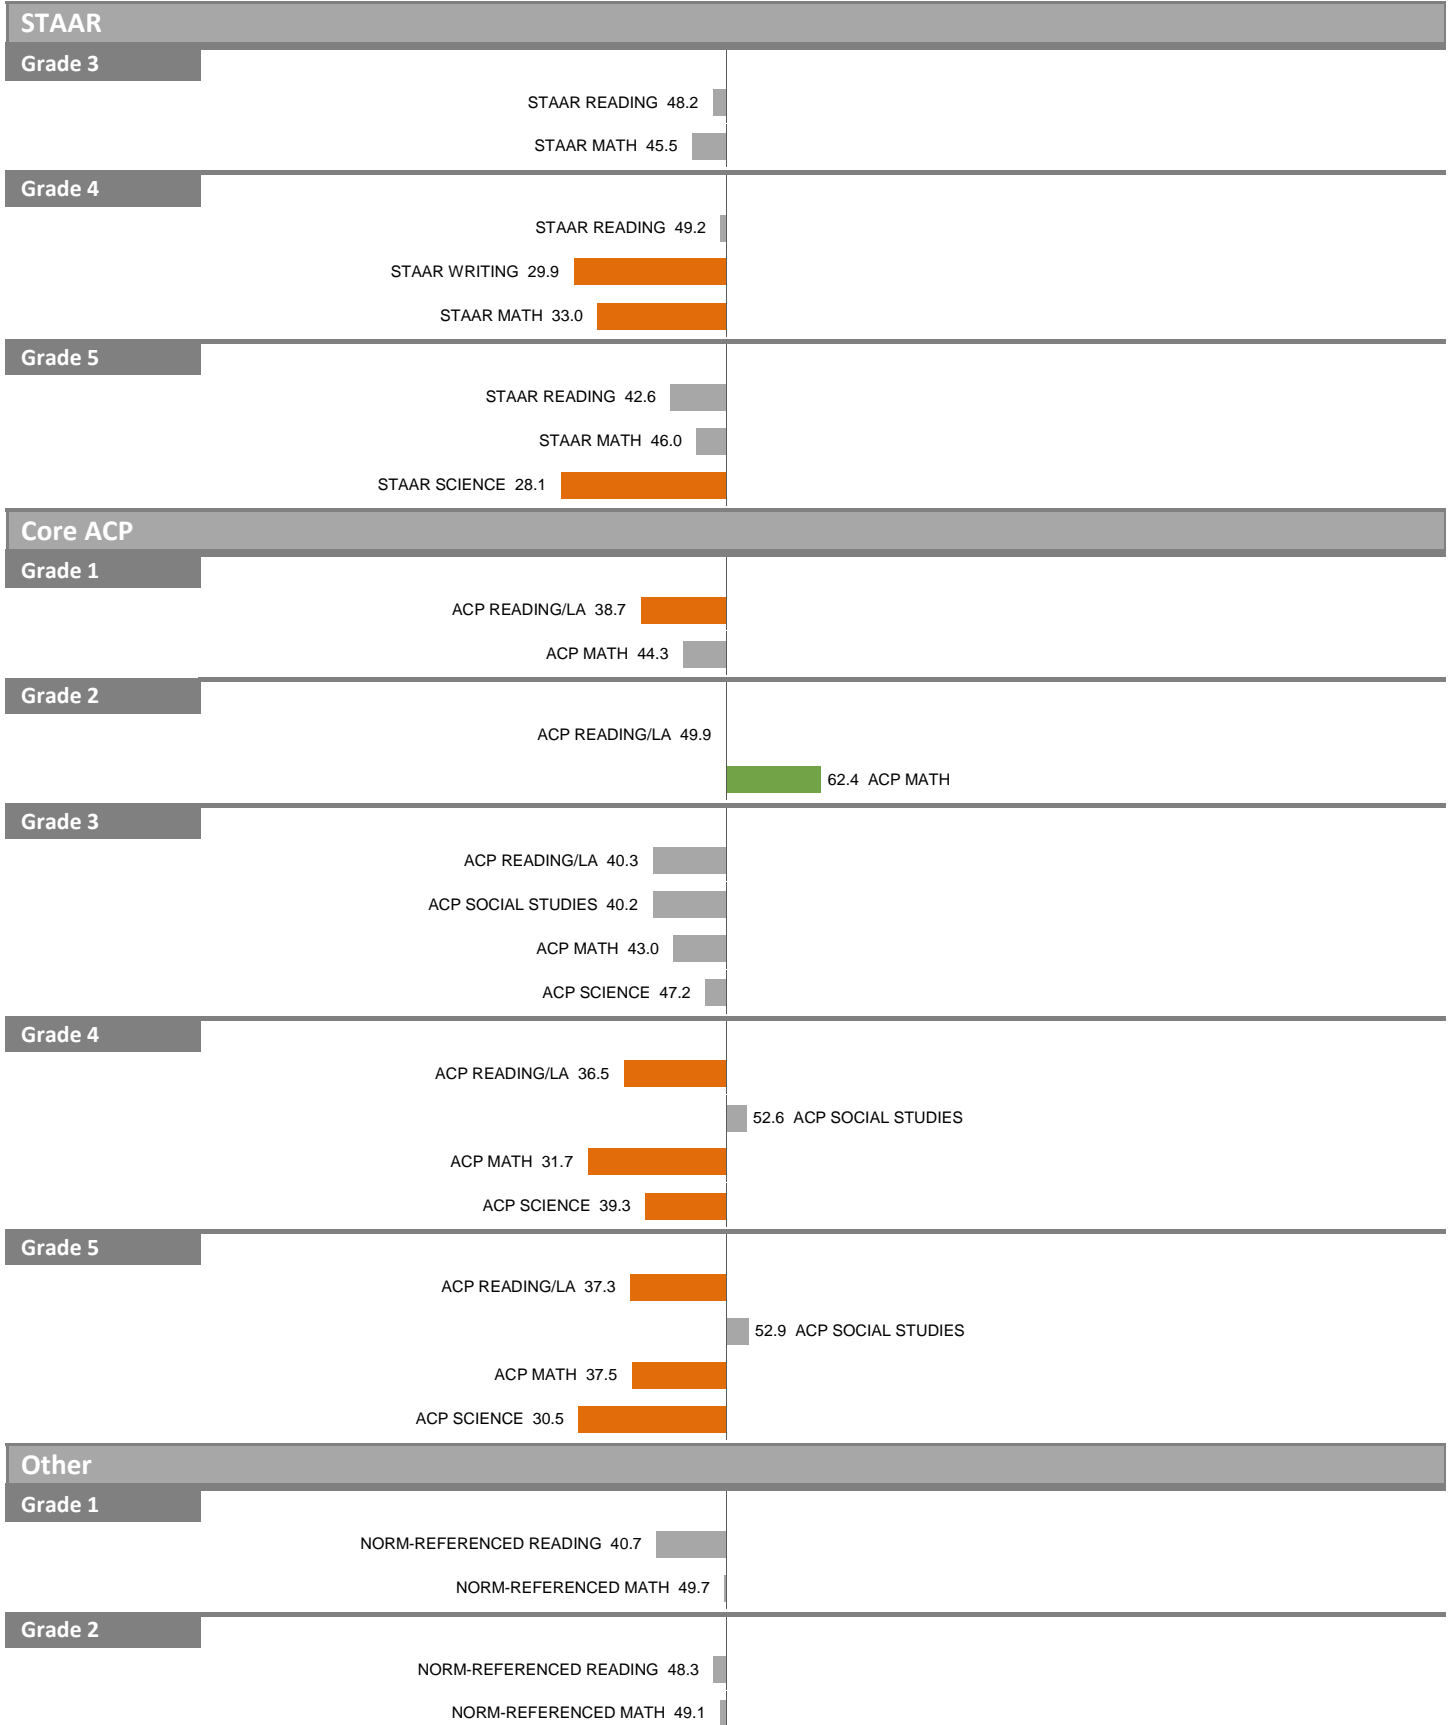 STAAR
Grade 3
STAAR READING 48.2
STAAR MATH 45.5
Grade 4
STAAR READING 49.2
STAAR WRITING 29.9
STAAR MATH 33.0
Grade 5
STAAR READING 42.6
STAAR MATH 46.0
STAAR SCIENCE 28.1
Core ACP
Grade 1
ACP READING/LA 38.7
ACP MATH 44.3
Grade 2
ACP READING/LA 49.9
62.4 ACP MATH
Grade 3
ACP READING/LA 40.3
ACP SOCIAL STUDIES 40.2
ACP MATH 43.0
ACP SCIENCE 47.2
Grade 4
ACP READING/LA 36.5
52.6 ACP SOCIAL STUDIES
ACP MATH 31.7
ACP SCIENCE 39.3
Grade 5
ACP READING/LA 37.3
52.9 ACP SOCIAL STUDIES
ACP MATH 37.5
ACP SCIENCE 30.5
Other
Grade 1
NORM-REFERENCED READING 40.7
NORM-REFERENCED MATH 49.7
Grade 2
NORM-REFERENCED READING 48.3
NORM-REFERENCED MATH 49.1